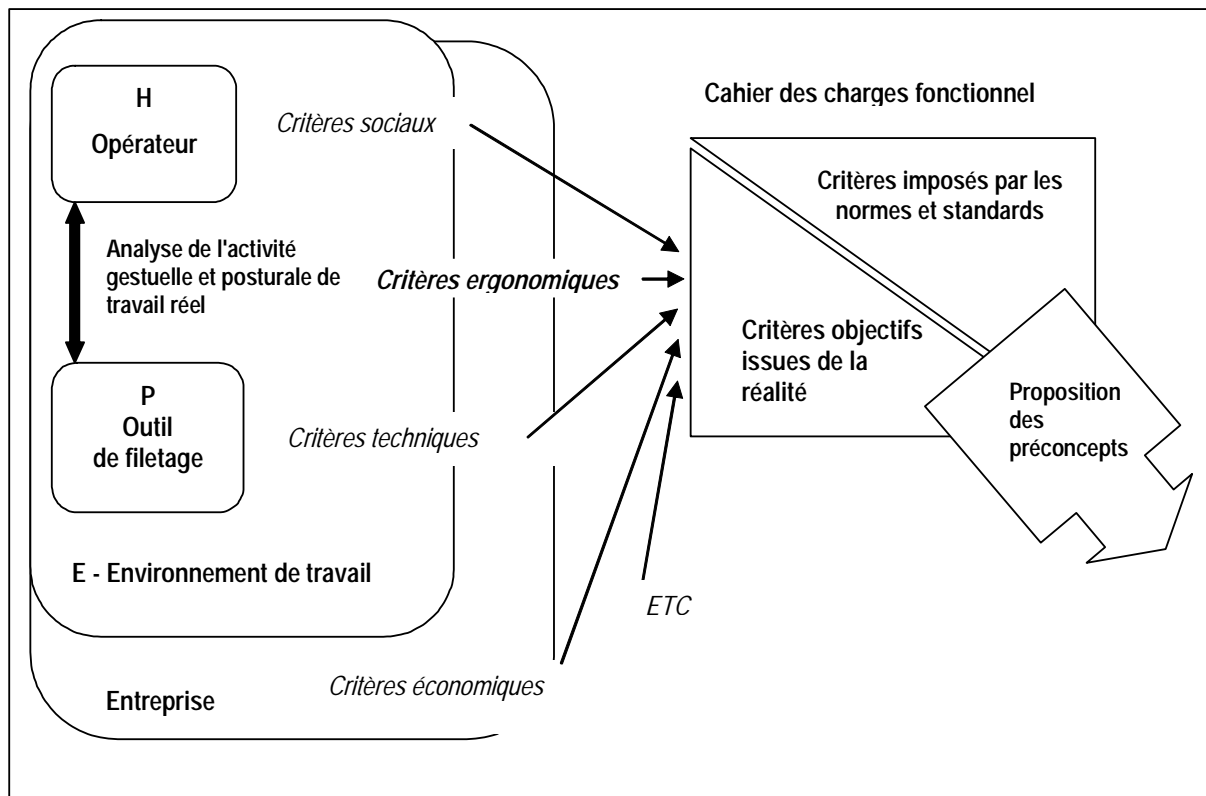 H
Opérateur
Critères sociaux
Analyse de l'activité
gestuelle et posturale de
travail réel
Critères ergonomiques
P
Outil
de filetage
Critères techniques
E - Environnement de travail
Entreprise
Critères économiques
ETC
Cahier des charges fonctionnel
Critères imposés par les
normes et standards
Critères objectifs
issues de la
réalité
Proposition
des
préconcepts